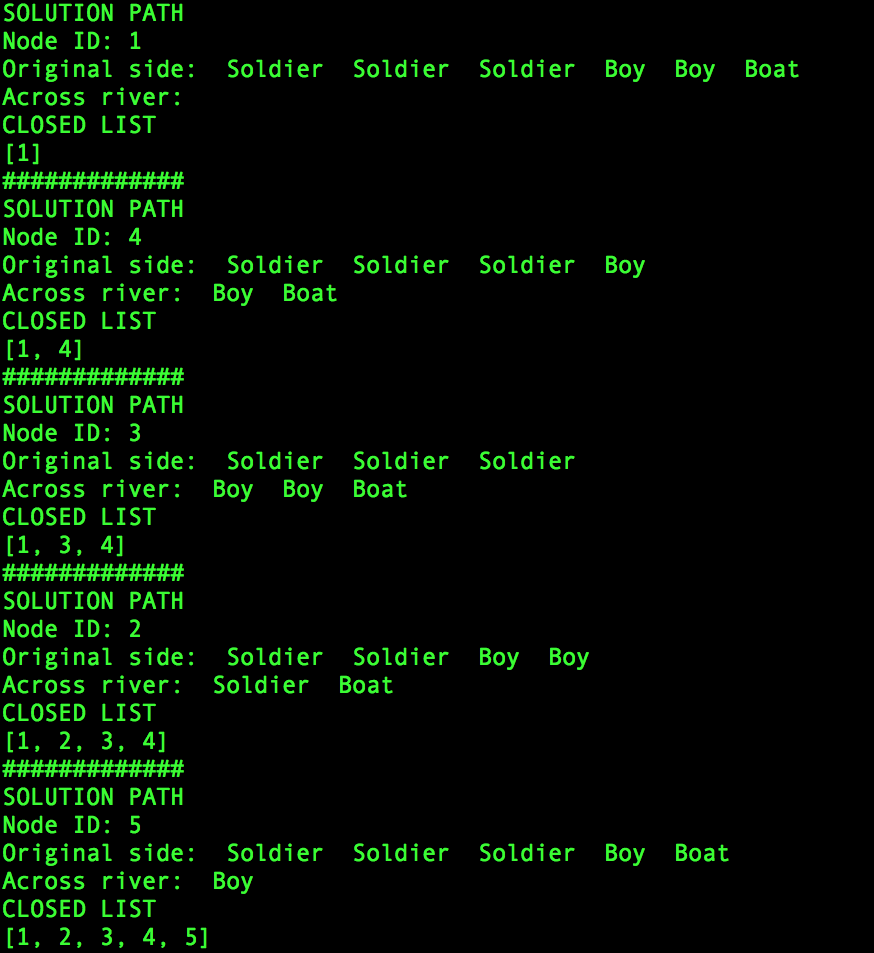 SOLUTION PATH
Node ID: 1
Original side:  Soldier  Soldier  Soldier  Boy  Boy  Boat
Across river:
CLOSED LIST
[1]
#############
SOLUTION PATH
Node ID: 4
Original side:  Soldier  Soldier  Soldier  Boy
Across river:  Boy  Boat
CLOSED LIST
[1, 4]
#############
SOLUTION PATH
Node ID: 3
Original side:  Soldier  Soldier  Soldier
Across river:  Boy  Boy  Boat
CLOSED LIST
[1, 3, 4]
#############
SOLUTION PATH
Node ID: 2
Original side:  Soldier  Soldier  Boy  Boy
Across river:  Soldier  Boat
CLOSED LIST
[1, 2, 3, 4]
#############
SOLUTION PATH
Node ID: 5
Original side:  Soldier  Soldier  Soldier  Boy  Boat
Across river:  Boy
CLOSED LIST
[1, 2, 3, 4, 5]